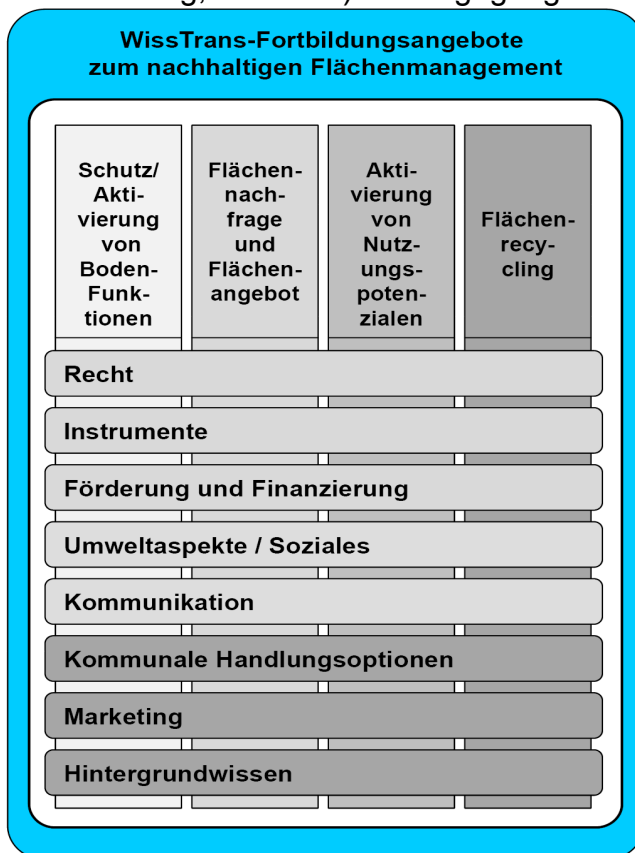 WissTrans-Fortbildungsangebote
zum nachhaltigen Flächenmanagement
Schutz/
Akti-
vierung
von
Boden-
Funk-
tionen
Flächen-
nach-
frage
und
Flächen-
angebot
Akti-
vierung
von
Nutz-
ungs-
poten-
zialen
Flächen-
recy-
cling
Recht
Instrumente
Förderung und Finanzierung
Umweltaspekte / Soziales
Kommunikation
Kommunale Handlungsoptionen
Marketing
Hintergrundwissen